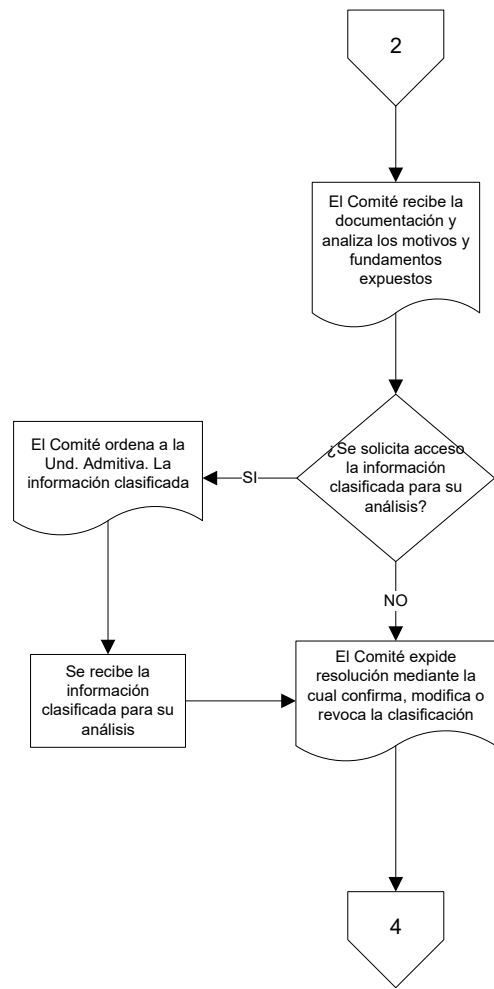 2
El Comité recibe la
documentación y
analiza los motivos y
fundamentos
expuestos
¿Se solicita acceso
la información
clasificada para su
análisis?
SI
El Comité ordena a la
Und. Admitiva. La
información clasificada
NO
Se recibe la
información
clasificada para su
análisis
El Comité expide
resolución mediante la
cual confirma, modifica o
revoca la clasificación
4